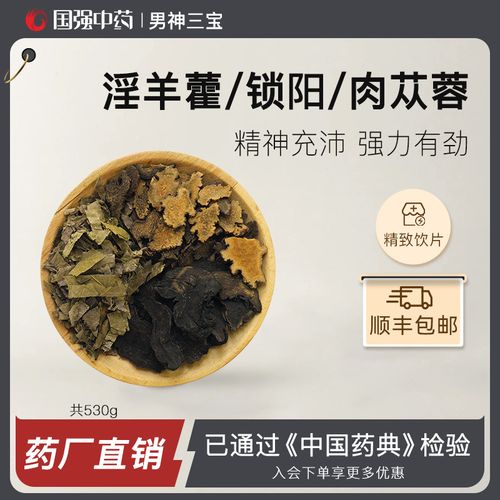 国强中药 | 男神三宝
淫羊藿/锁阳/肉苁蓉
精神充沛 强力有劲
精致饮片
顺丰包邮
共530g
药厂直销
已通过《中国药典》检验
入会下单享更多优惠